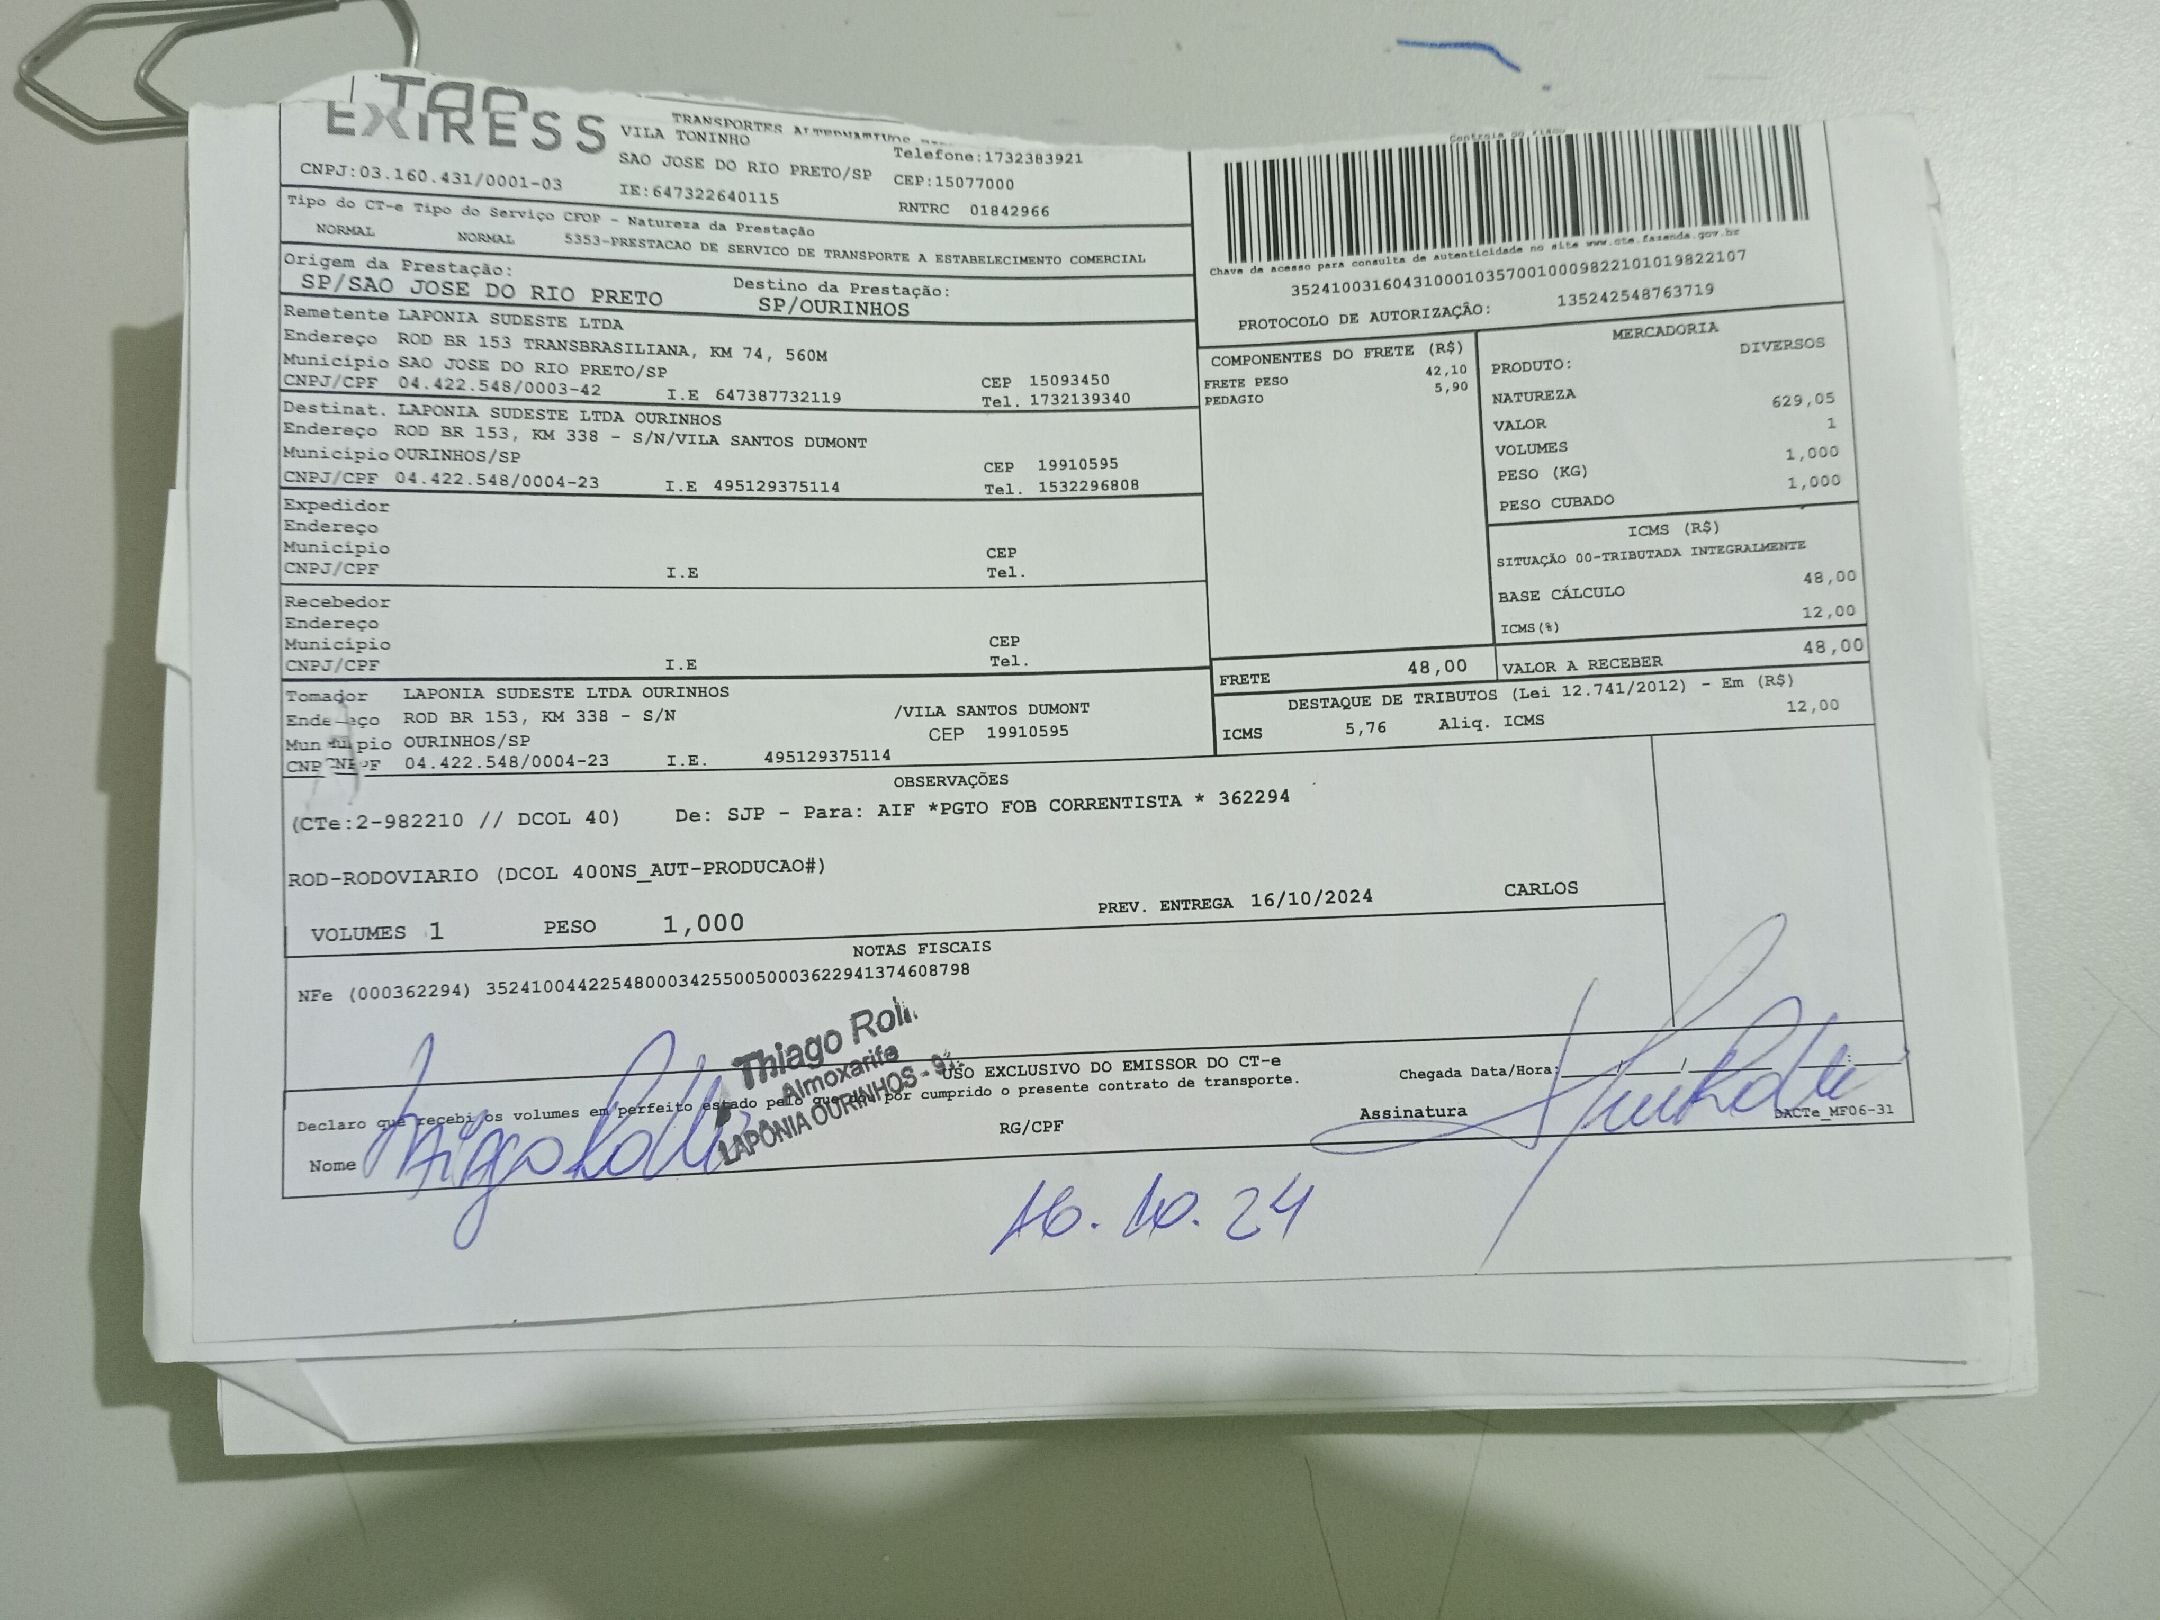 EXPRESS
TRANSPORTES
VILA TONINHO
Telefone:1732383921
SAO JOSE DO RIO PRETO/SP CEP:15077000
CNPJ:03.160.431/0001-03 IE:647322640115 RNTRC 01842966
Tipo do CT-e Tipo do Serviço CFOP - Natureza da Prestação
NORMAL NORMAL 5353-PRESTACAO DE SERVICO DE TRANSPORTE A ESTABELECIMENTO COMERCIAL
Origem da Prestação: Destino da Prestação:
SP/SAO JOSE DO RIO PRETO SP/OURINHOS
Chave de acesso para consulta de autenticidade no site www.cte.fazenda.gov.br
35241003160431000103570010009822101019822107
PROTOCOLO DE AUTORIZAÇÃO: 135242548763719
Remetente LAPONIA SUDESTE LTDA
Endereço ROD BR 153 TRANSBRASILIANA, KM 74, 560M
Município SAO JOSE DO RIO PRETO/SP CEP 15093450
CNPJ/CPF 04.422.548/0003-42 I.E 647387732119 Tel. 1732139340
Destinat. LAPONIA SUDESTE LTDA OURINHOS
Endereço ROD BR 153, KM 338 - S/N/VILA SANTOS DUMONT
Município OURINHOS/SP CEP 19910595
CNPJ/CPF 04.422.548/0004-23 I.E 495129375114 Tel. 1532296808
Expedidor
Endereço
Município CEP
CNPJ/CPF I.E Tel.
Recebedor
Endereço
Município CEP
CNPJ/CPF I.E Tel.
Tomador LAPONIA SUDESTE LTDA OURINHOS
Endereço ROD BR 153, KM 338 - S/N /VILA SANTOS DUMONT
OURINHOS/SP CEP 19910595
04.422.548/0004-23 I.E. 495129375114
COMPONENTES DO FRETE (R$)
FRETE PESO 42,10
PEDAGIO 5,90
FRETE 48,00
MERCADORIA
PRODUTO: DIVERSOS
NATUREZA
VALOR 629,05
VOLUMES 1
PESO (KG) 1,000
PESO CUBADO 1,000
ICMS (R$)
SITUAÇÃO 00-TRIBUTADA INTEGRALMENTE
BASE CÁLCULO 48,00
ICMS(%) 12,00
VALOR A RECEBER 48,00
DESTAQUE DE TRIBUTOS (Lei 12.741/2012) - Em (R$)
ICMS 5,76 Aliq. ICMS 12,00
OBSERVAÇÕES
(CTe:2-982210 // DCOL 40) De: SJP - Para: AIF *PGTO FOB CORRENTISTA * 362294
ROD-RODOVIARIO (DCOL 400NS_AUT-PRODUCAO#)
VOLUMES 1 PESO 1,000 PREV. ENTREGA 16/10/2024 CARLOS
NOTAS FISCAIS
NFe (000362294) 35241004422548000342550050003622941374608798
Thiago
Almoxarife
LAPONIA OURINHOS
USO EXCLUSIVO DO EMISSOR DO CT-e
Declaro que recebi os volumes em perfeito estado pelo que dou por cumprido o presente contrato de transporte.
Chegada Data/Hora:___/___/___ __:__
Nome RG/CPF Assinatura DACTe_MF06-31
16.10.24